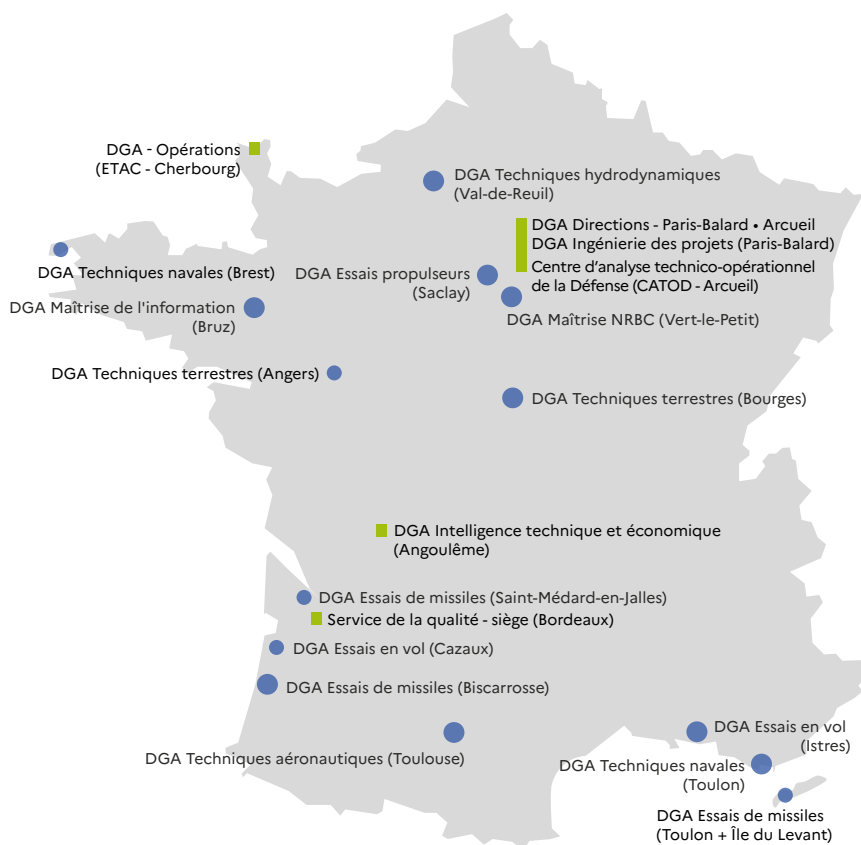 DGA - Opérations
(ETAC - Cherbourg)
DGA Techniques hydrodynamiques
(Val-de-Reuil)
DGA Directions - Paris-Balard • Arcueil
DGA Ingénierie des projets (Paris-Balard)
Centre d'analyse technico-opérationnel
de la Défense (CATOD - Arcueil)
DGA Techniques navales (Brest)
DGA Essais propulseurs
(Saclay)
DGA Maîtrise de l'information
(Bruz)
DGA Maîtrise NRBC (Vert-le-Petit)
DGA Techniques terrestres (Angers)
DGA Techniques terrestres (Bourges)
DGA Intelligence technique et économique
(Angoulême)
DGA Essais de missiles (Saint-Médard-en-Jalles)
Service de la qualité - siège (Bordeaux)
DGA Essais en vol (Cazaux)
DGA Essais de missiles (Biscarrosse)
DGA Essais en vol
(Istres)
DGA Techniques aéronautiques (Toulouse)
DGA Techniques navales
(Toulon)
DGA Essais de missiles
(Toulon + Île du Levant)